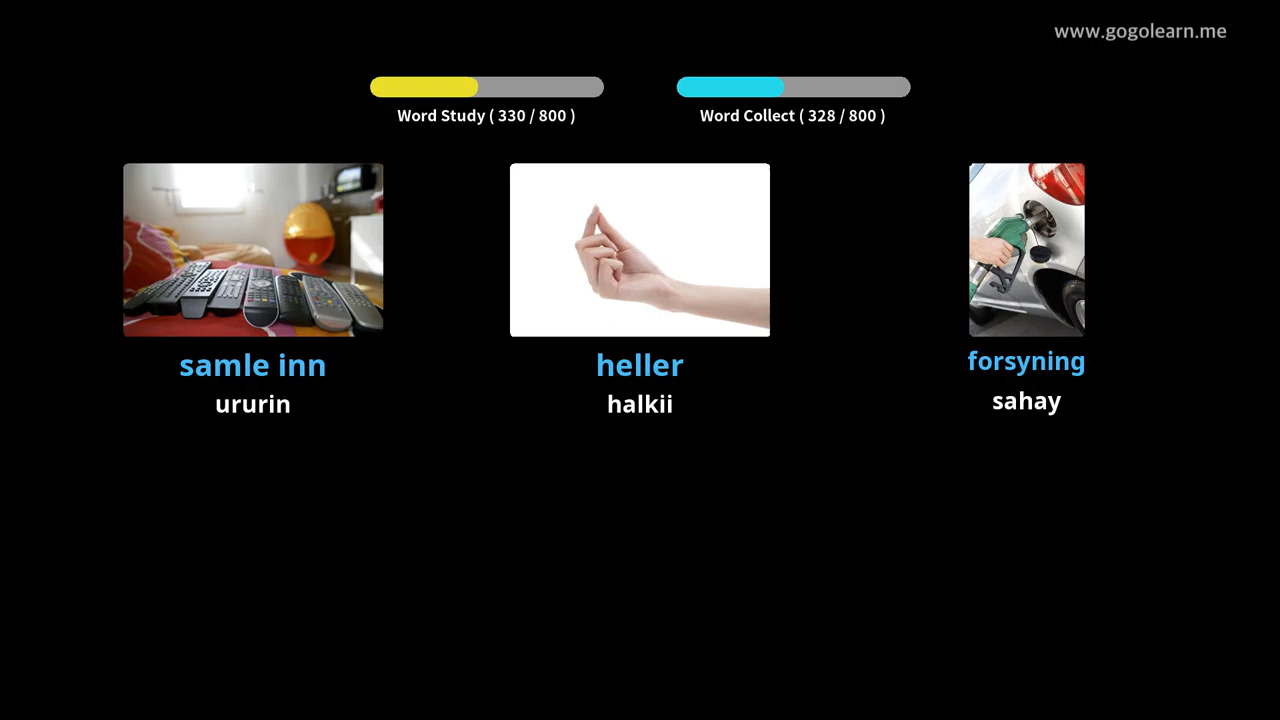 www.gogolearn.me
Word Study ( 330 / 800 )
Word Collect ( 328 / 800 )
samle inn
ururin
heller
halkii
forsyning
sahay